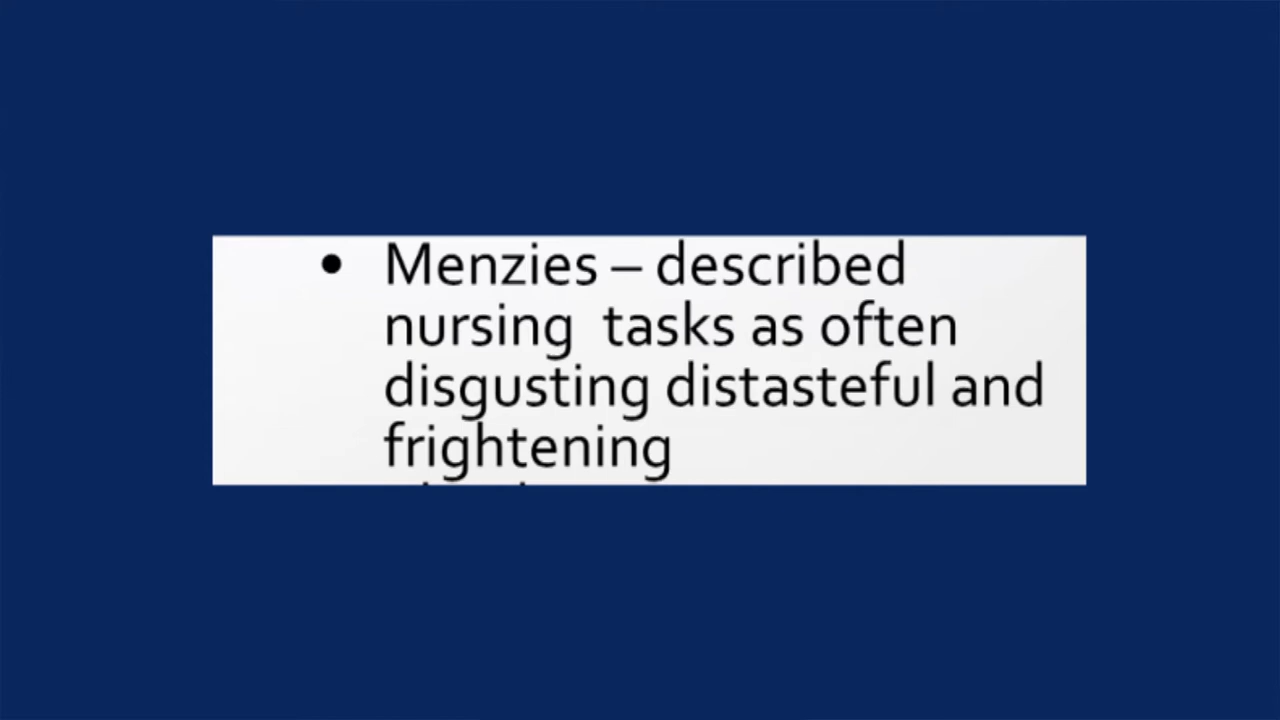 • Menzies – described
nursing  tasks as often
disgusting distasteful and
frightening